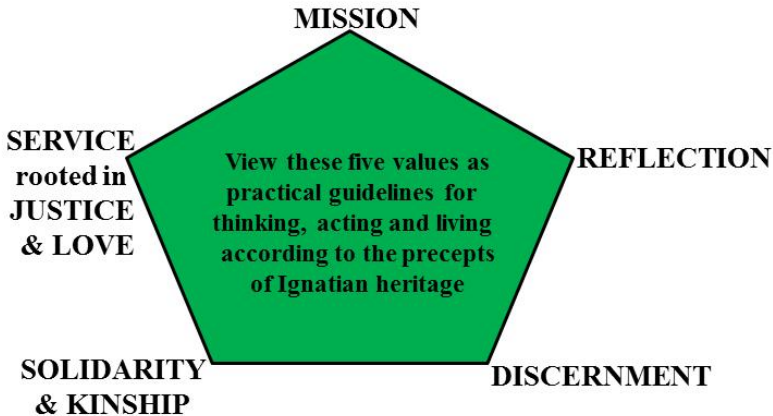 MISSION
SERVICE
rooted in
JUSTICE
& LOVE
View these five values as
practical guidelines for
thinking, acting and living
according to the precepts
of Ignatian heritage
REFLECTION
SOLIDARITY
& KINSHIP
DISCERNMENT